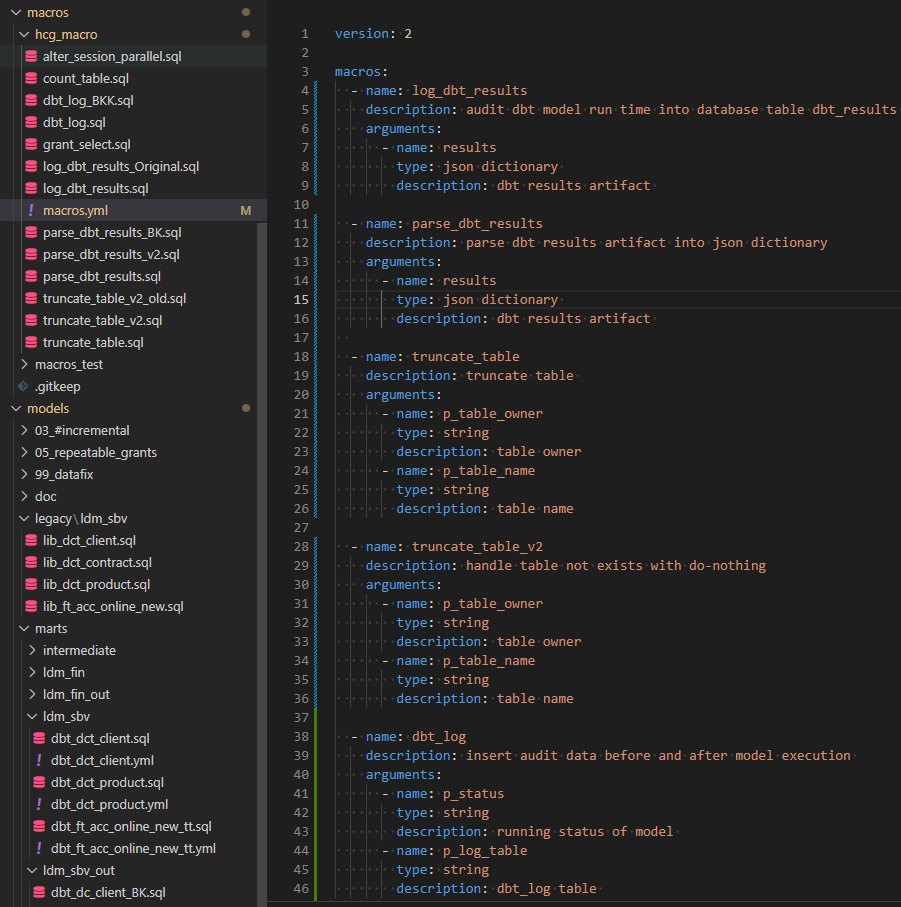 macros
hcg_macro
alter_session_parallel.sql
count_table.sql
dbt_log_BKK.sql
dbt_log.sql
grant_select.sql
log_dbt_results_Original.sql
log_dbt_results.sql
! macros.yml M
parse_dbt_results_BK.sql
parse_dbt_results_v2.sql
parse_dbt_results.sql
truncate_table_v2_old.sql
truncate_table_v2.sql
truncate_table.sql
macros_test
.gitkeep
models
03_#incremental
05_repeatable_grants
99_datafix
doc
legacy\ldm_sbv
lib_dct_client.sql
lib_dct_contract.sql
lib_dct_product.sql
lib_ft_acc_online_new.sql
marts
intermediate
ldm_fin
ldm_fin_out
ldm_sbv
dbt_dct_client.sql
! dbt_dct_client.yml
dbt_dct_product.sql
! dbt_dct_product.yml
dbt_ft_acc_online_new_tt.sql
! dbt_ft_acc_online_new_tt.yml
ldm_sbv_out
dbt_dc_client_BK.sql
1 version: 2
2
3 macros:
4 - name: log_dbt_results
5 description: audit dbt model run time into database table dbt_results
6 arguments:
7 - name: results
8 type: json dictionary
9 description: dbt results artifact
10
11 - name: parse_dbt_results
12 description: parse dbt results artifact into json dictionary
13 arguments:
14 - name: results
15 type: json dictionary
16 description: dbt results artifact
17
18 - name: truncate_table
19 description: truncate table
20 arguments:
21 - name: p_table_owner
22 type: string
23 description: table owner
24 - name: p_table_name
25 type: string
26 description: table name
27
28 - name: truncate_table_v2
29 description: handle table not exists with do-nothing
30 arguments:
31 - name: p_table_owner
32 type: string
33 description: table owner
34 - name: p_table_name
35 type: string
36 description: table name
37
38 - name: dbt_log
39 description: insert audit data before and after model execution
40 arguments:
41 - name: p_status
42 type: string
43 description: running status of model
44 - name: p_log_table
45 type: string
46 description: dbt_log table